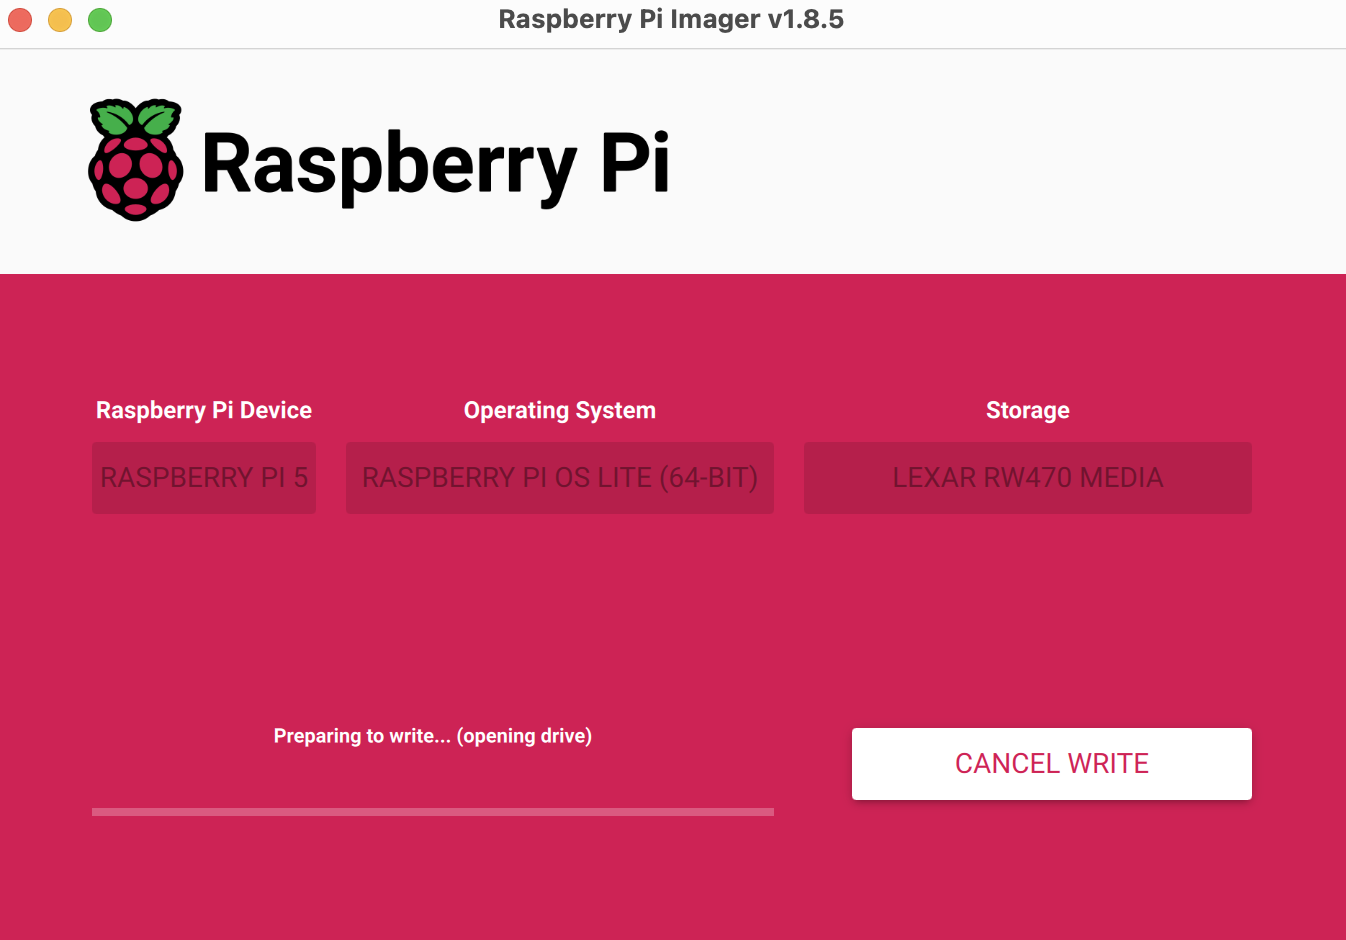 Raspberry Pi Imager v1.8.5
Raspberry Pi
Raspberry Pi Device
Operating System
Storage
RASPBERRY PI 5
RASPBERRY PI OS LITE (64-BIT)
LEXAR RW470 MEDIA
Preparing to write... (opening drive)
CANCEL WRITE